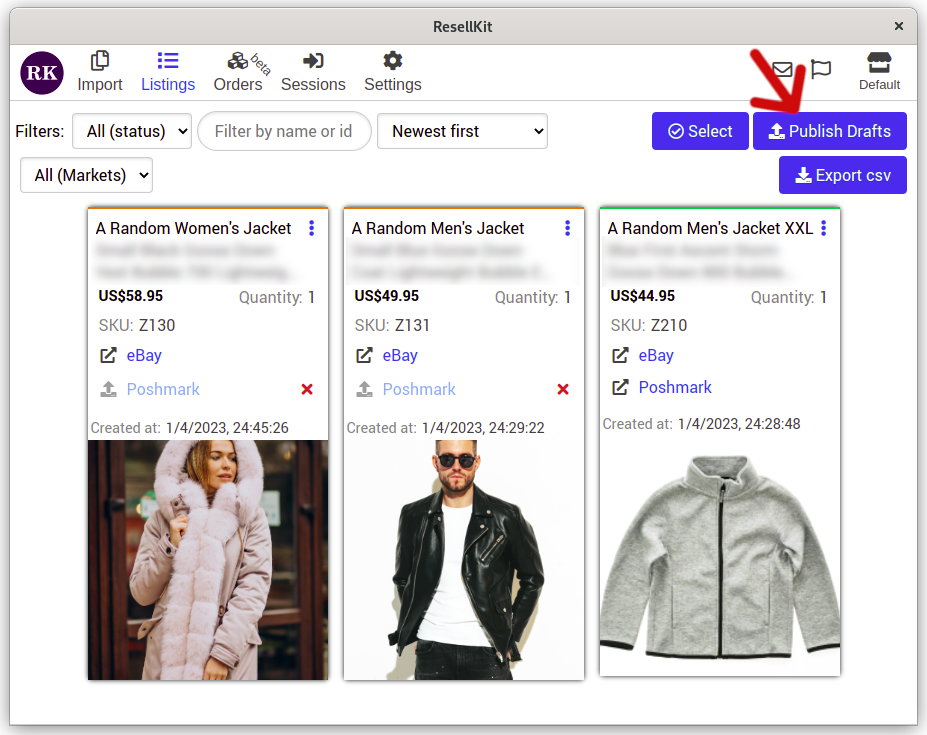 ResellKit
RK
Import
Listings
Orders
beta
Sessions
Settings
Default
Filters:
All (status)
Filter by name or id
Newest first
Select
Publish Drafts
All (Markets)
Export csv
A Random Women's Jacket
US$58.95
Quantity: 1
SKU: Z130
eBay
Poshmark
Created at: 1/4/2023, 24:45:26
A Random Men's Jacket
US$49.95
Quantity: 1
SKU: Z131
eBay
Poshmark
Created at: 1/4/2023, 24:29:22
A Random Men's Jacket XXL
US$44.95
Quantity: 1
SKU: Z210
eBay
Poshmark
Created at: 1/4/2023, 24:28:48